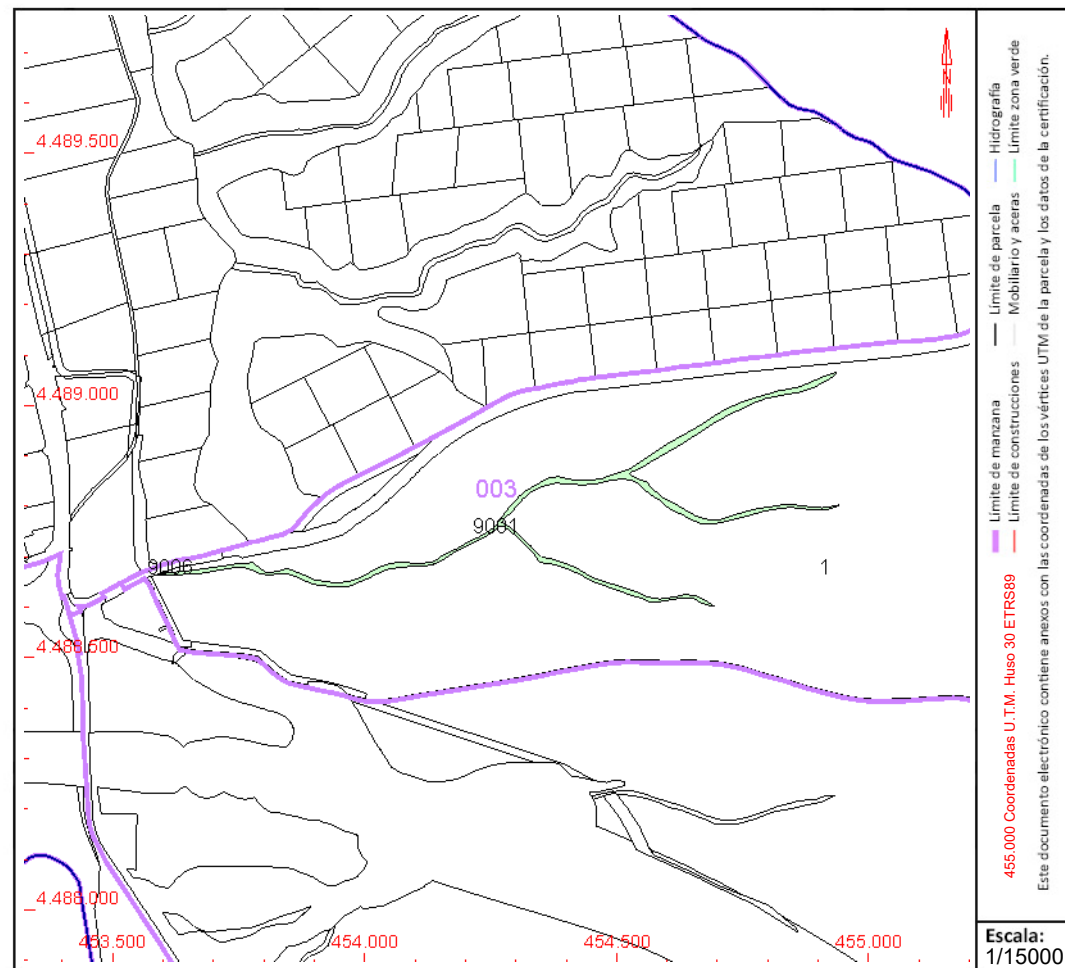 4.489.500
4.489.000
003
9001
9006
1
4.488.500
4.488.000
453.500
454.000
454.500
455.000
N
455.000 Coordenadas U.T.M. Huso 30 ETRS89
Límite de manzana
Límite de parcela
Hidrografía
Límite de construcciones
Mobiliario y aceras
Límite zona verde
Este documento electrónico contiene anexos con las coordenadas de los vértices UTM de la parcela y los datos de la certificación.
Escala:
1/15000